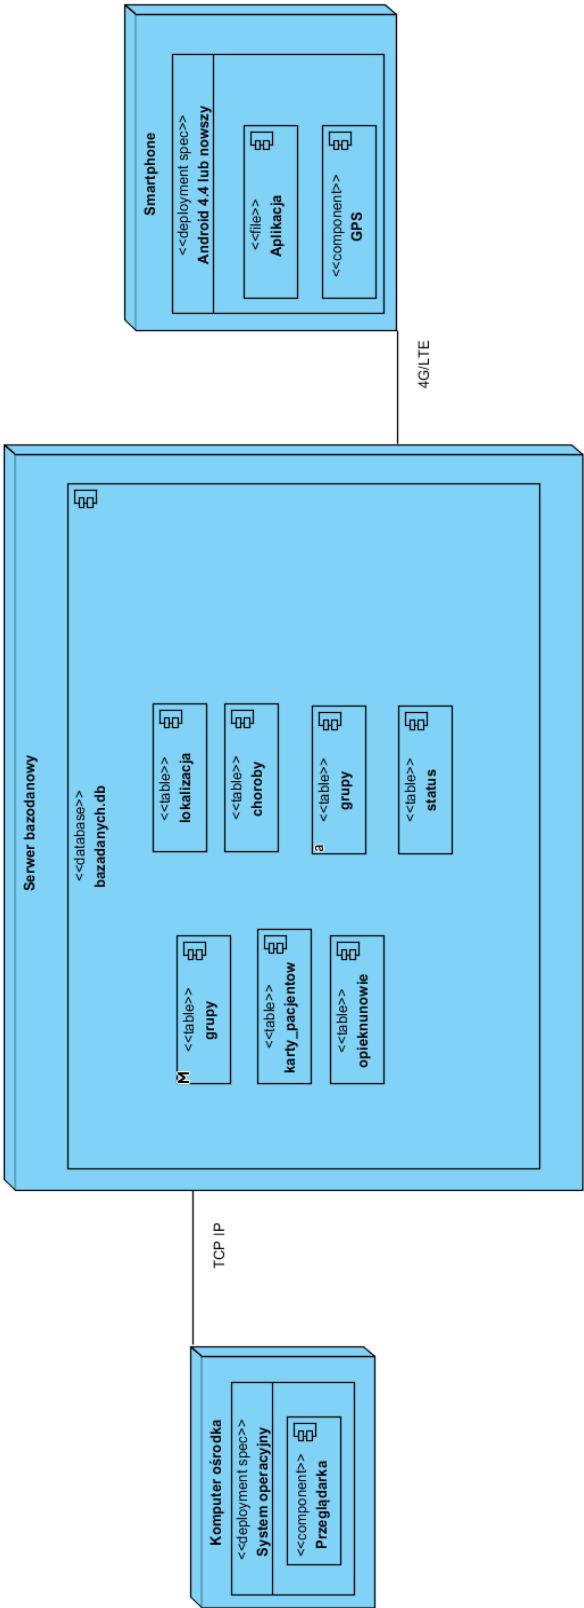 Komputer ośrodka
<<deployment spec>>
System operacyjny
<<component>>
Przeglądarka
TCP IP
Serwer bazodanowy
<<database>>
bazadanych.db
M
<<table>>
grupy
<<table>>
karty_pacjentow
<<table>>
opieknunowie
<<table>>
lokalizacja
<<table>>
choroby
a
<<table>>
grupy
<<table>>
status
4G/LTE
Smartphone
<<deployment spec>>
Android 4.4 lub nowszy
<<file>>
Aplikacja
<<component>>
GPS